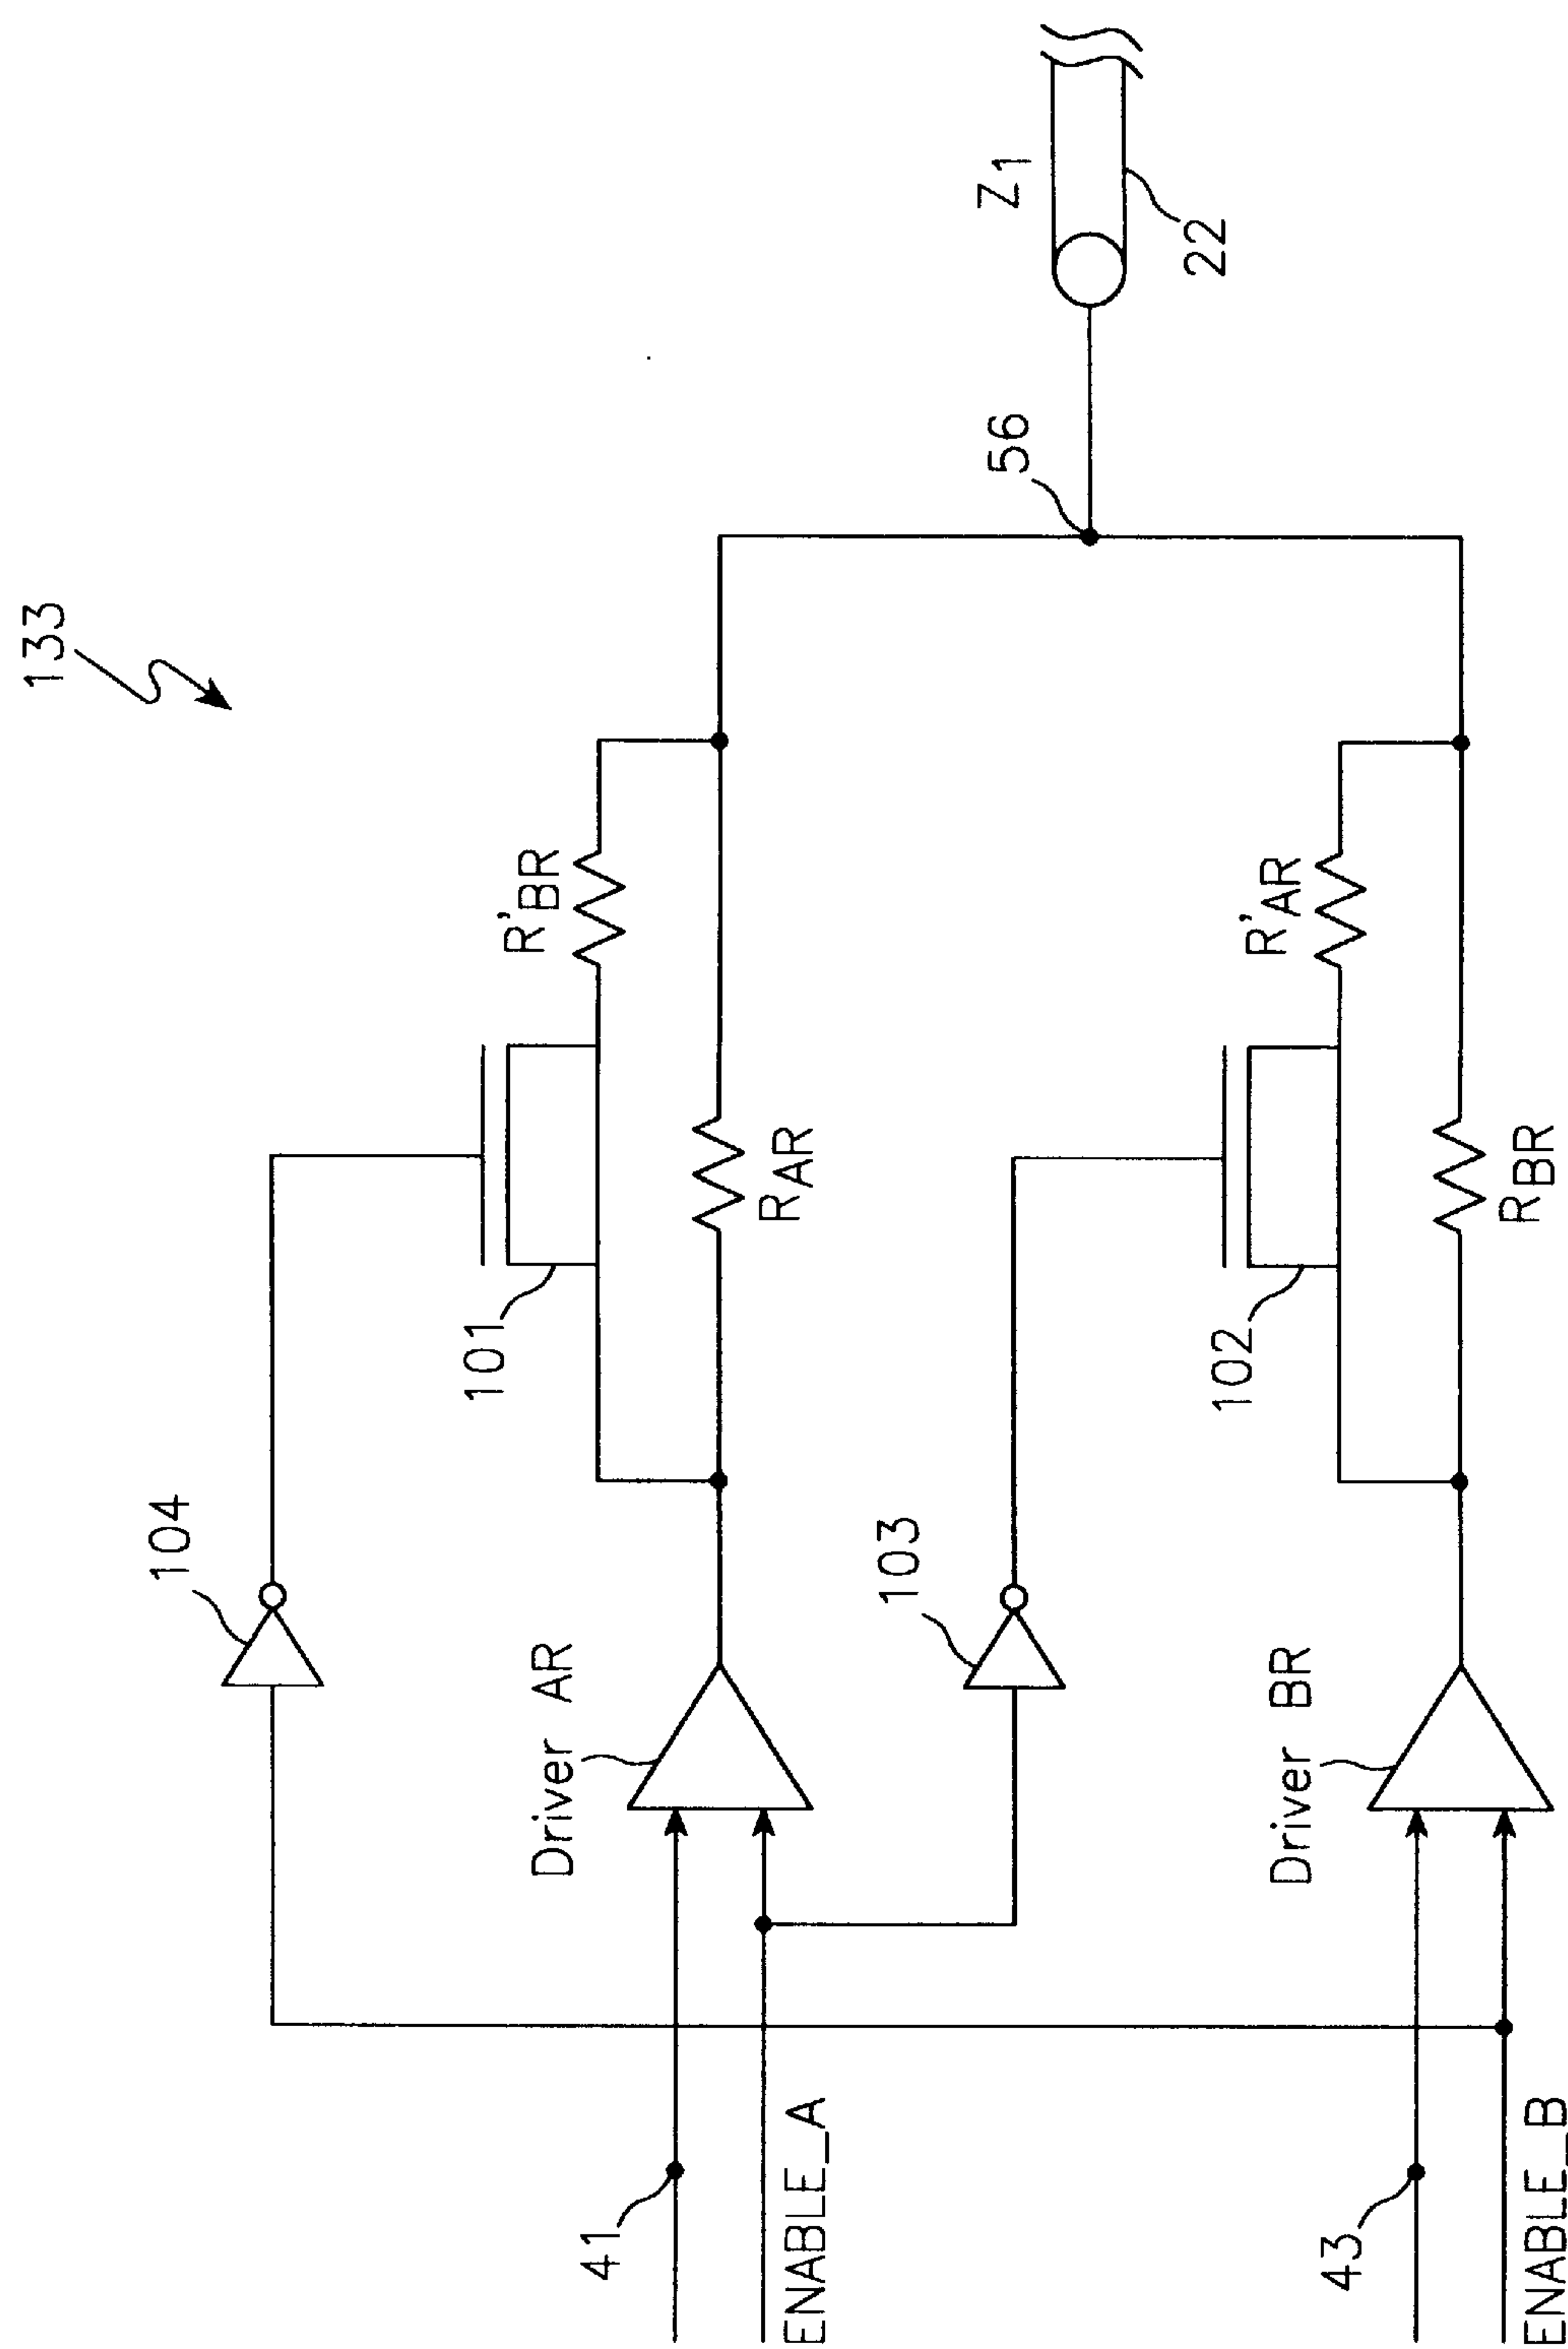 133
104
101
R'BR
RAR
Driver AR
56
Z1
22
41
ENABLE_A
103
102
R'AR
RBR
Driver BR
43
ENABLE_B